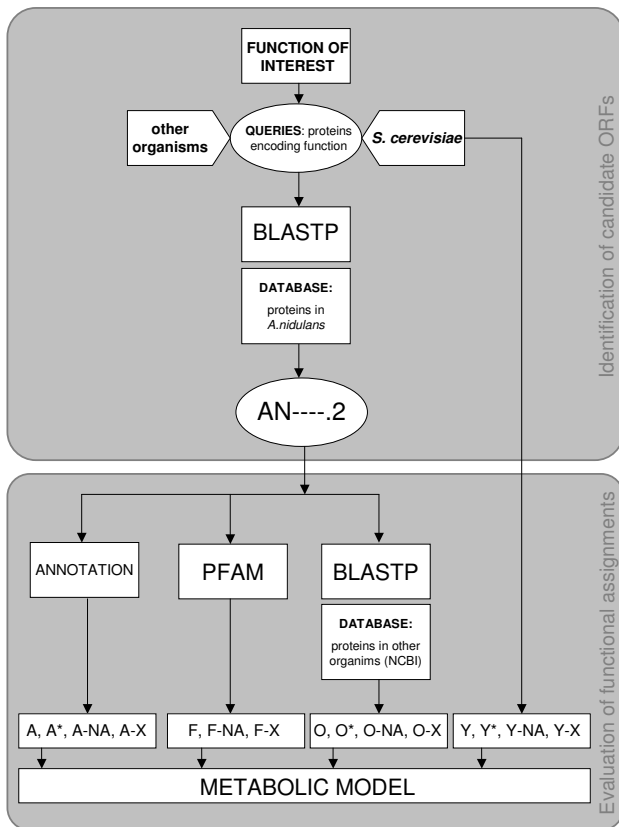 FUNCTION OF
INTEREST
other
organisms
QUERIES: proteins
encoding function
S. cerevisiae
BLASTP
DATABASE:
proteins in
A.nidulans
AN----.2
Identification of candidate ORFs
ANNOTATION
PFAM
BLASTP
DATABASE:
proteins in other
organims (NCBI)
A, A*, A-NA, A-X
F, F-NA, F-X
O, O*, O-NA, O-X
Y, Y*, Y-NA, Y-X
METABOLIC MODEL
Evaluation of functional assignments